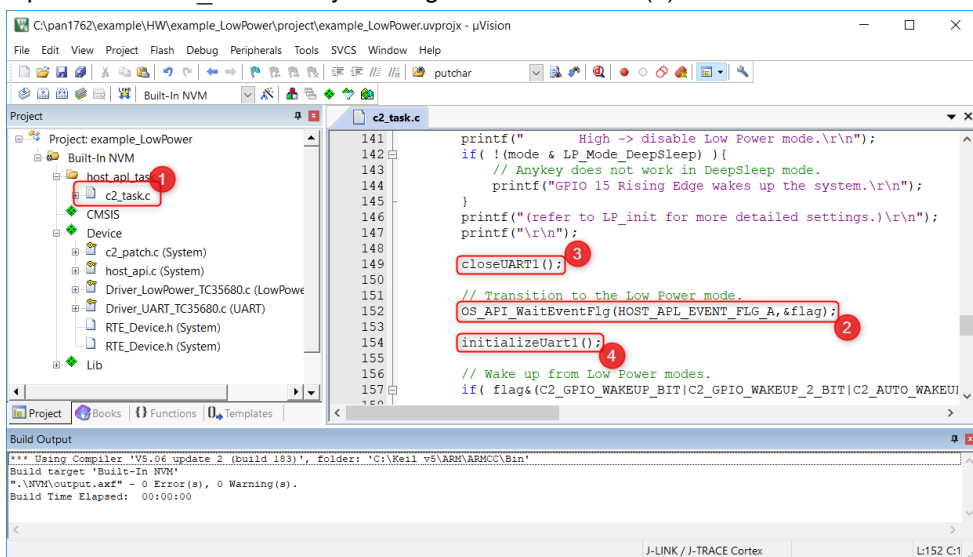 C:\pan1762\example\HW\example_LowPower\project\example_LowPower.uvprojx - µVision
File Edit View Project Flash Debug Peripherals Tools SVCS Window Help
putchar
Built-In NVM
Project
Project: example_LowPower
Built-In NVM
host_apl_tas
1
c2_task.c
CMSIS
Device
c2_patch.c (System)
host_api.c (System)
Driver_LowPower_TC35680.c (LowPowe
Driver_UART_TC35680.c (UART)
RTE_Device.h (System)
RTE_Device.h (System)
Lib
Project Books {} Functions Templates
c2_task.c
141 printf("        High -> disable Low Power mode.\r\n");
142 if( !(mode & LP_Mode_DeepSleep) ){
143 // Anykey does not work in DeepSleep mode.
144 printf("GPIO 15 Rising Edge wakes up the system.\r\n");
145 }
146 printf("(refer to LP_init for more detailed settings.)\r\n");
147 printf("\r\n");
148
149 closeUART1(); 3
150
151 // Transition to the Low Power mode.
152 OS_API_WaitEventFlg(HOST_APL_EVENT_FLG_A,&flag); 2
153
154 initializeUart1(); 4
155
156 // Wake up from Low Power modes.
157 if( flag&(C2_GPIO_WAKEUP_BIT|C2_GPIO_WAKEUP_2_BIT|C2_AUTO_WAKEU
Build Output
*** Using Compiler 'V5.06 update 2 (build 183)', folder: 'C:\Keil v5\ARM\ARMCC\Bin'
Build target 'Built-In NVM'
".\NVM\output.axf" - 0 Error(s), 0 Warning(s).
Build Time Elapsed:  00:00:00
J-LINK / J-TRACE Cortex L:152 C:1